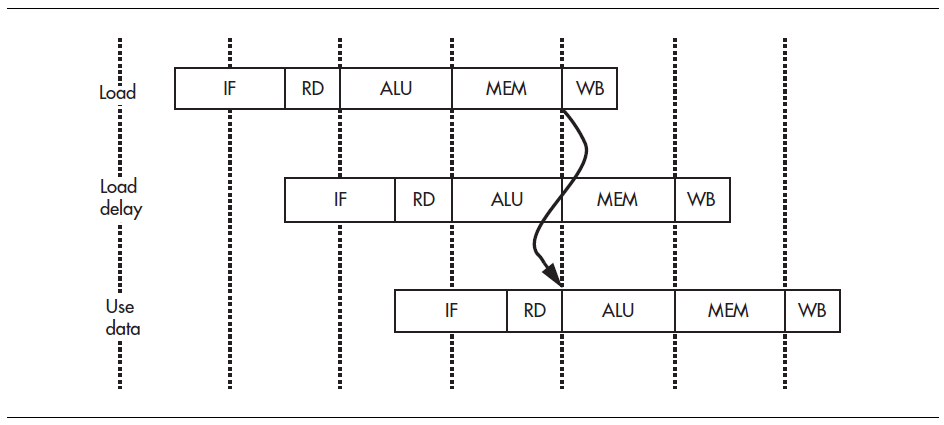 Load
IF RD ALU MEM WB
Load
delay
IF RD ALU MEM WB
Use
data
IF RD ALU MEM WB